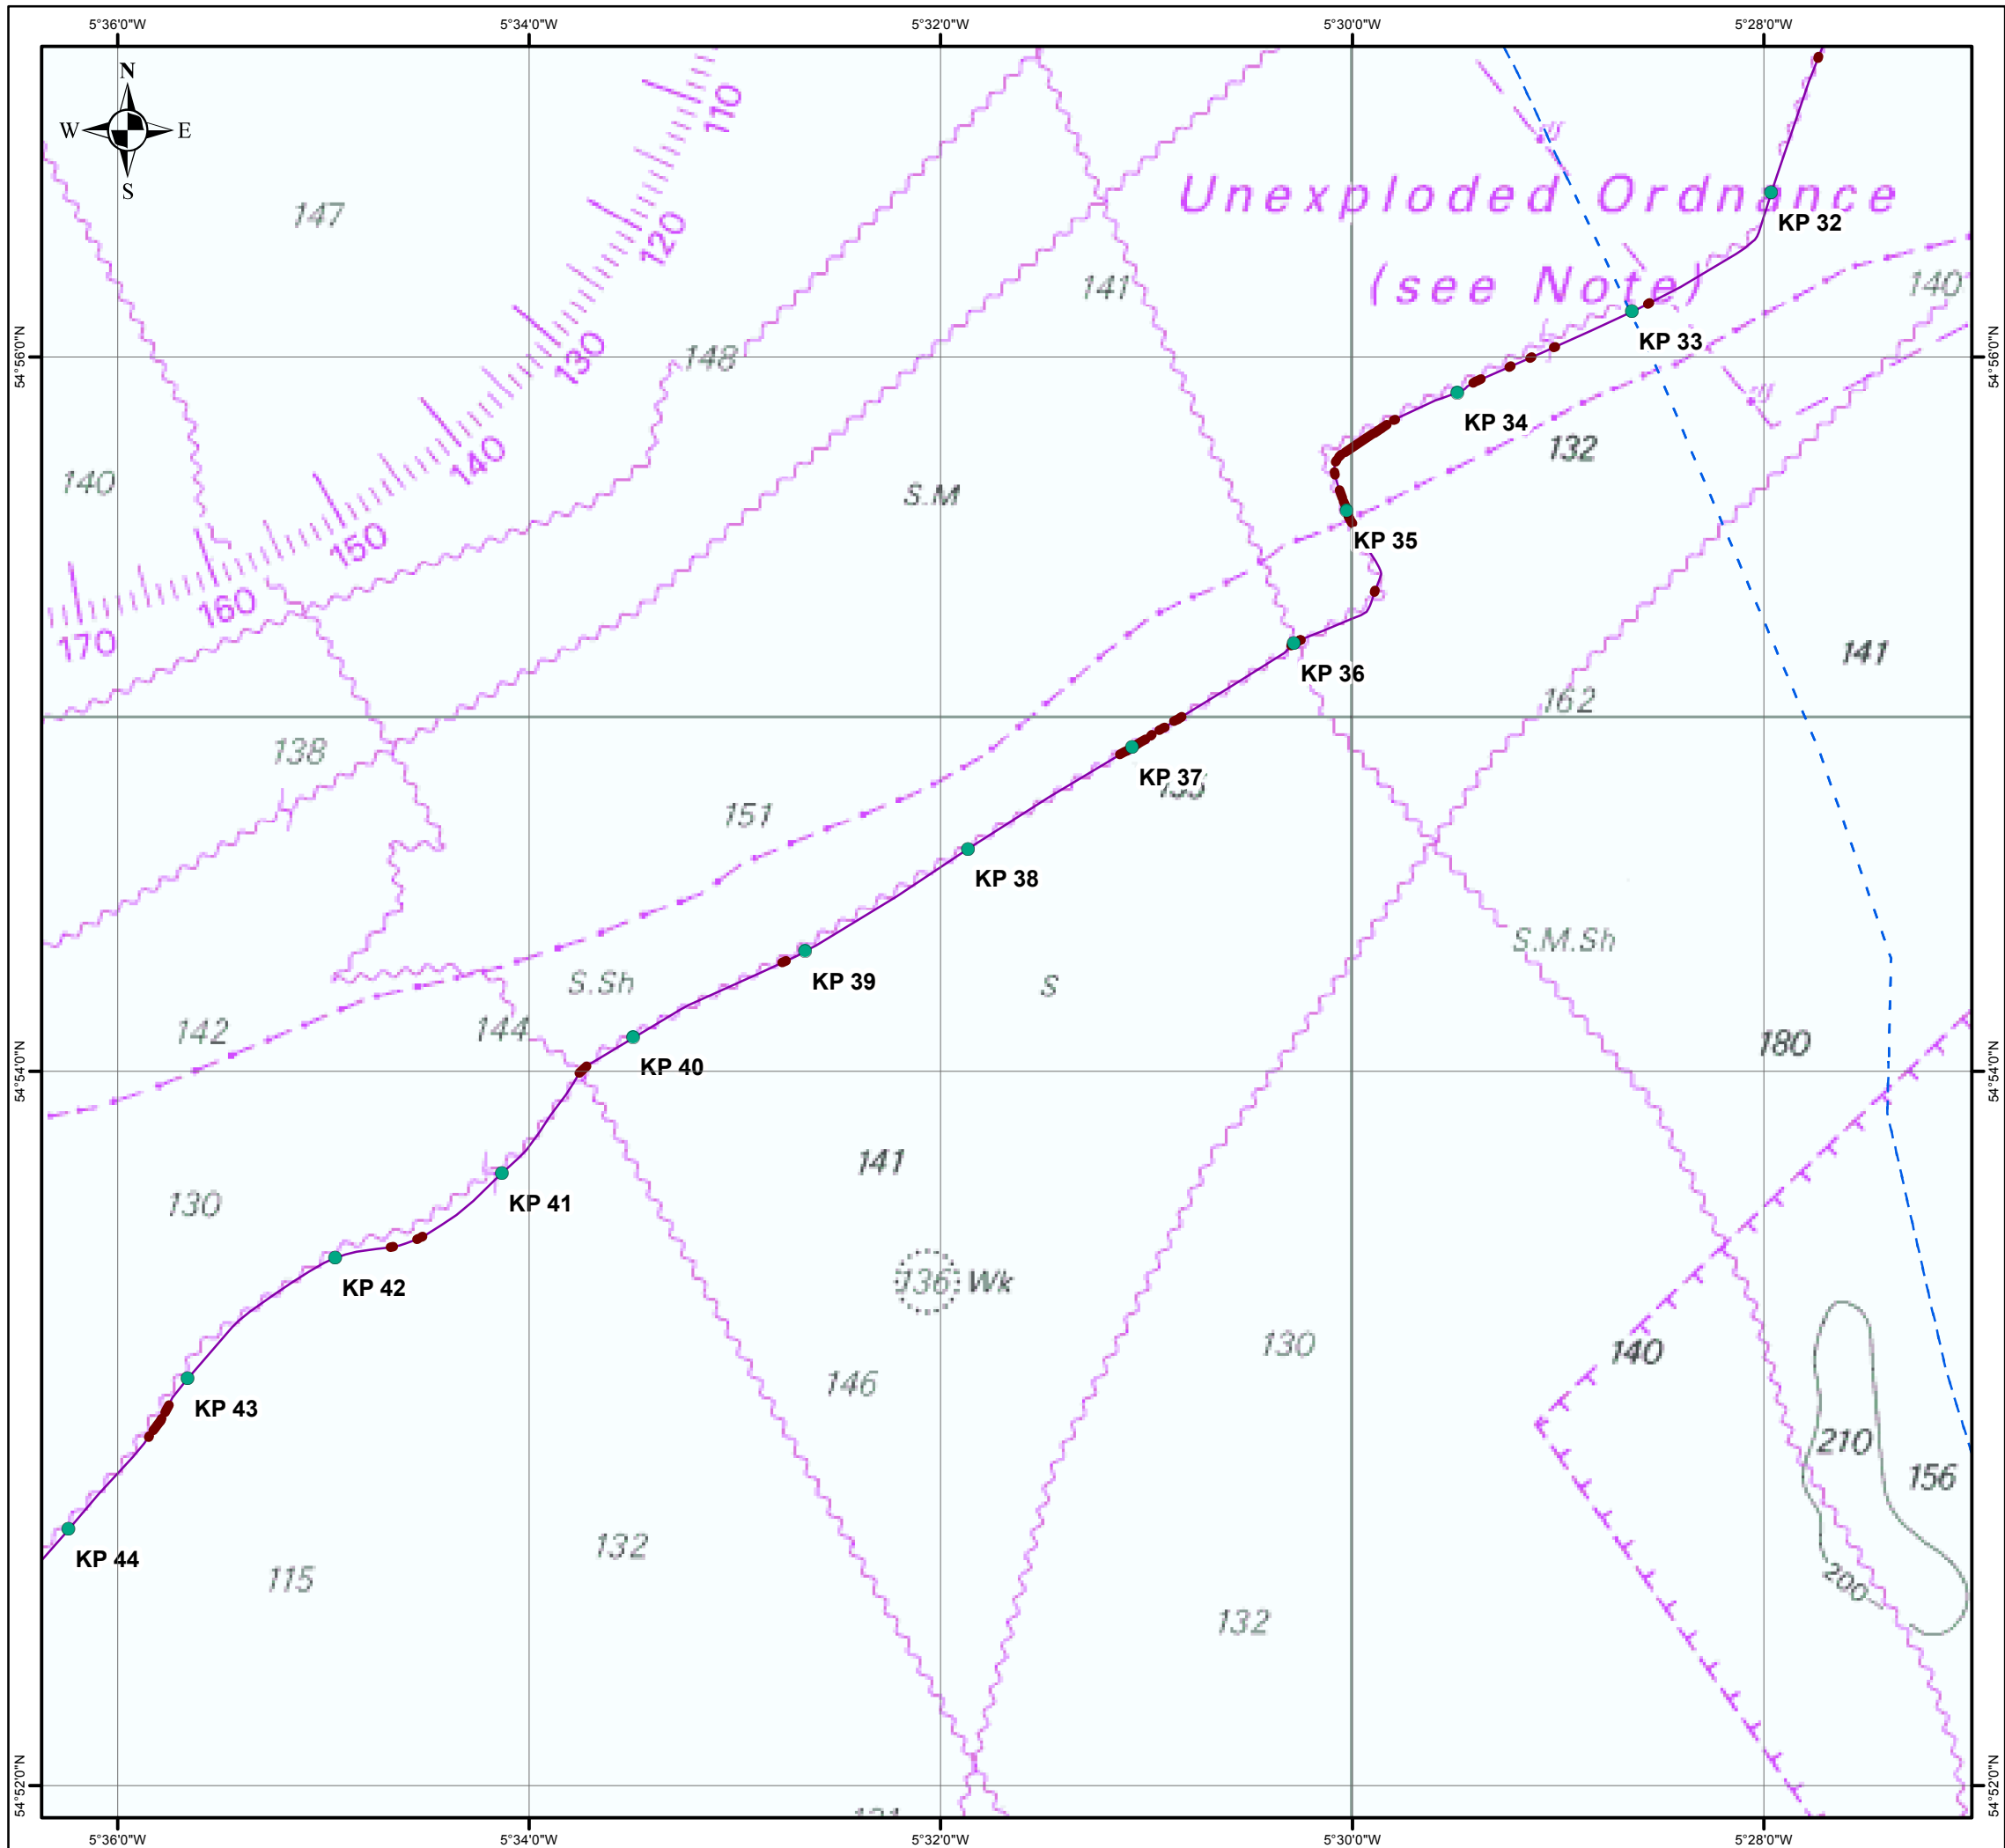 5°36'0"W 5°34'0"W 5°32'0"W 5°30'0"W 5°28'0"W
N
W E
S
110
147
Unexploded Ordnance
KP 32
120
141
(see Note)
140
KP 33
54°56'0"N 54°56'0"N
130
148
KP 34
132
140
140
S.M
150
KP 35
160
170
141
KP 36
162
138
KP 37
151
KP 38
S.M.Sh
KP 39
S.Sh
S
142
144
180
KP 40
54°54'0"N 54°54'0"N
141
130
KP 41
136 Wk
KP 42
130
140
146
KP 43
210
156
132
KP 44
115
200
132
54°52'0"N 54°52'0"N
5°36'0"W 5°34'0"W 5°32'0"W 5°30'0"W 5°28'0"W